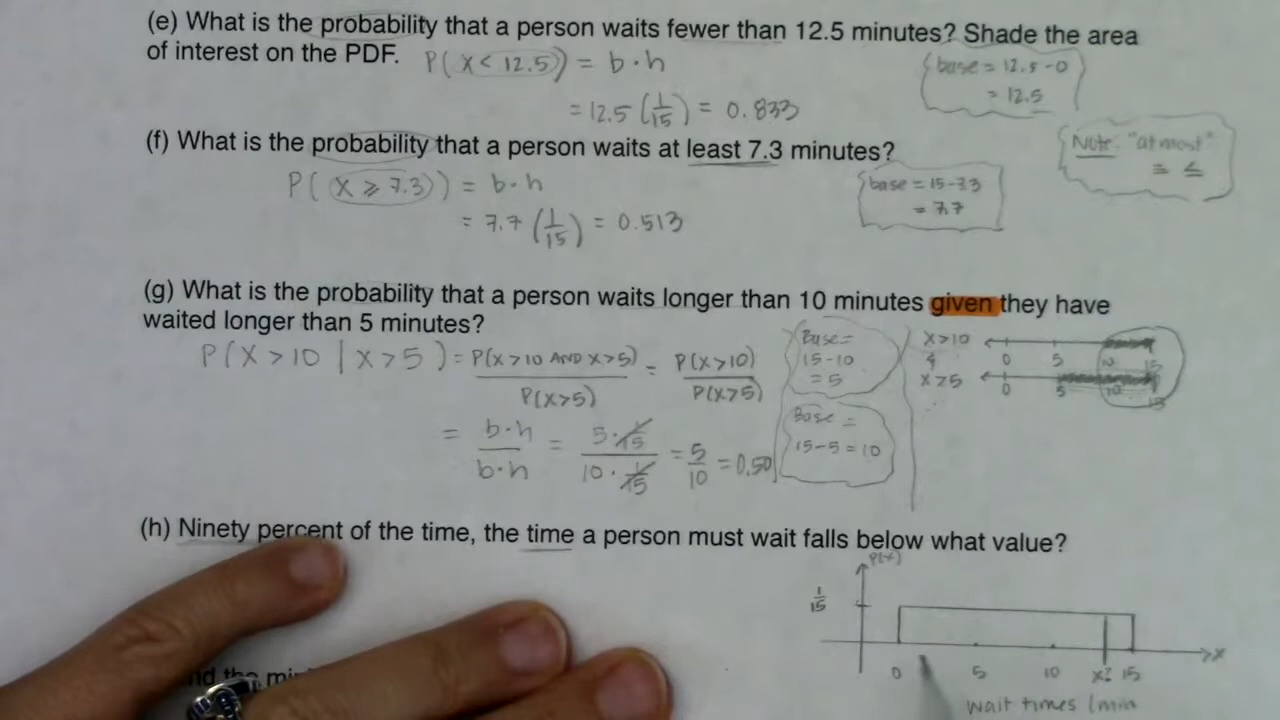 (e) What is the probability that a person waits fewer than 12.5 minutes? Shade the area
of interest on the PDF. P(X < 12.5) = b·h
base = 12.5-0
= 12.5
= 12.5 (1/15) = 0.833
(f) What is the probability that a person waits at least 7.3 minutes?
Note: "at most"
= ≤
P(X ≥ 7.3) = b·h
base = 15-7.3
= 7.7
= 7.7 (1/15) = 0.513
(g) What is the probability that a person waits longer than 10 minutes given they have
waited longer than 5 minutes?
P(X>10 | X>5) = P(X>10 AND X>5)/P(X>5) = P(X>10)/P(X>5)
= b·h/b·h = 5·1/15 / 10·1/15 = 5/10 = 0.50
Base =
15-10
= 5
Base =
15-5 = 10
X>10
0 5 10 15
&
X>5
0 5 10 15
(h) Ninety percent of the time, the time a person must wait falls below what value?
P(X)
1/15
0 5 10 X? 15
X
wait times (min
nd the mi